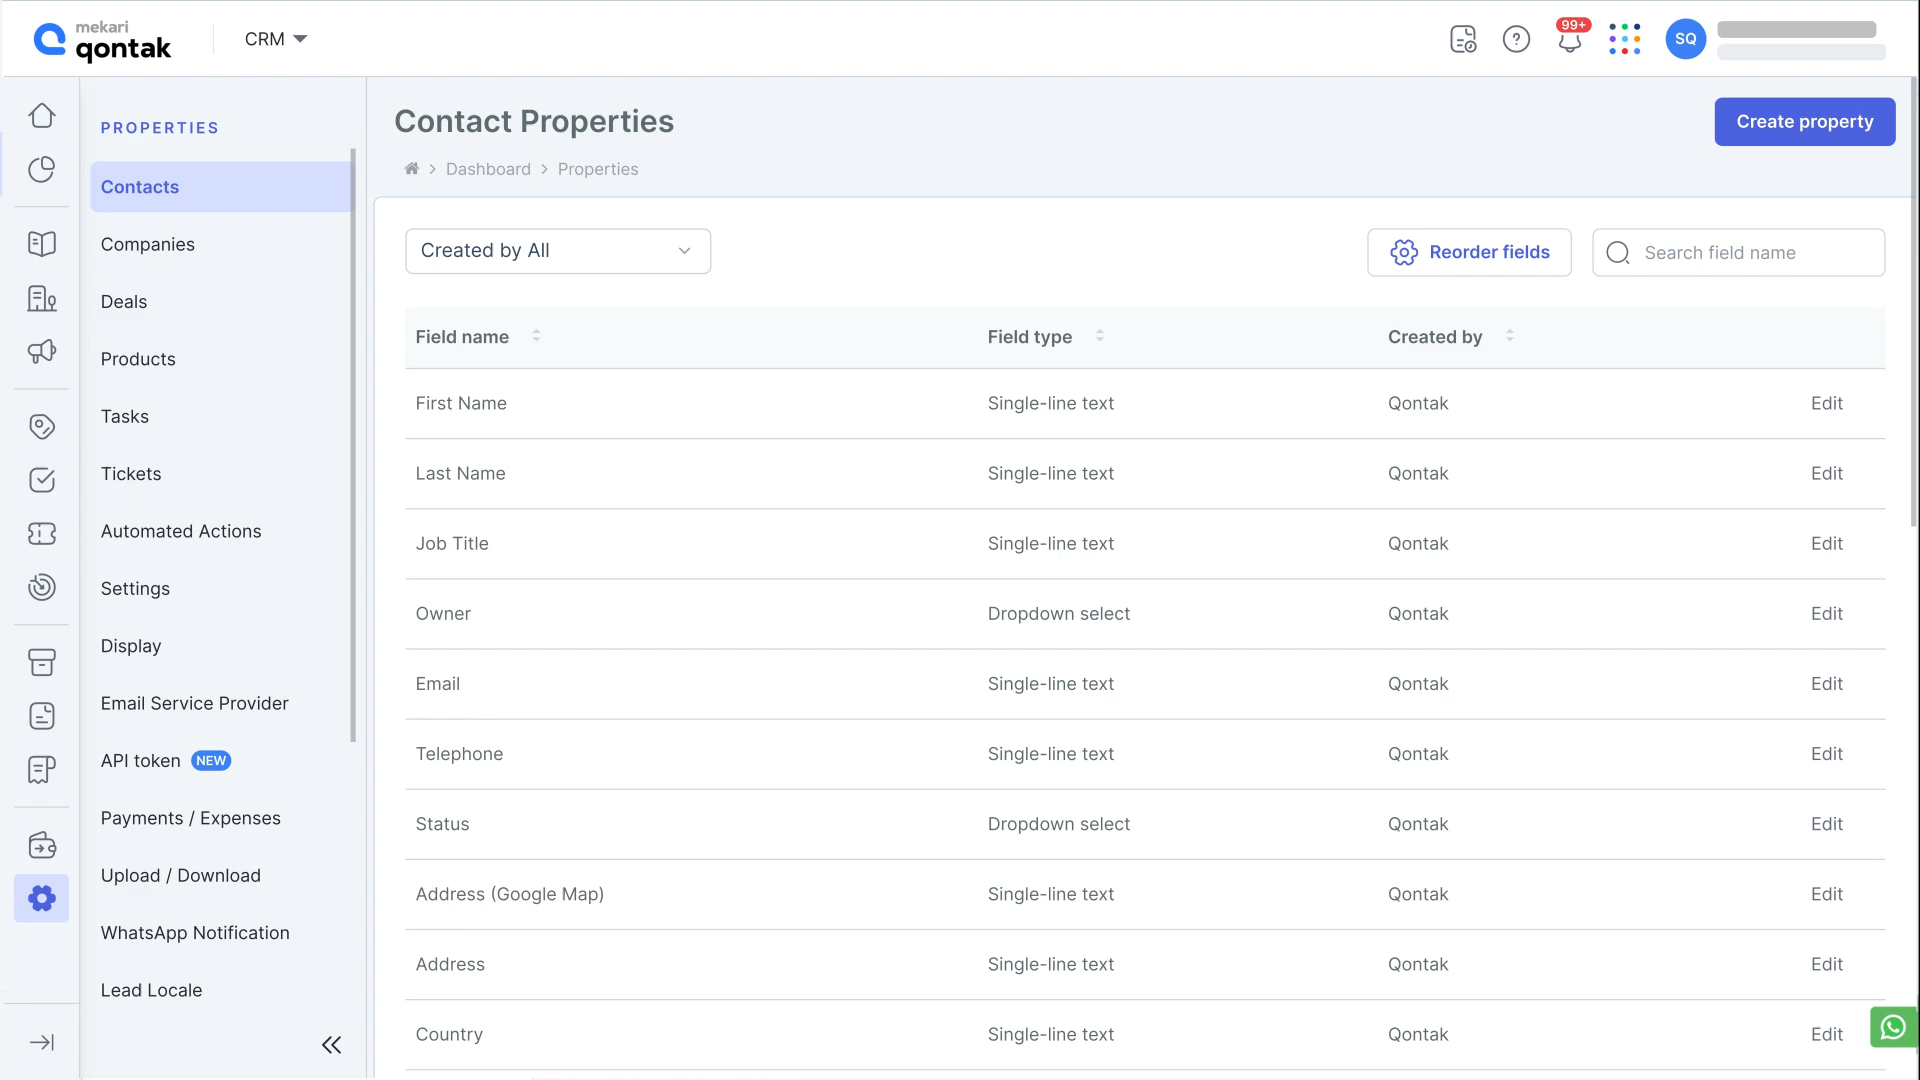 mekari
qontak
CRM
99+
SQ
PROPERTIES
Contacts
Companies
Deals
Products
Tasks
Tickets
Automated Actions
Settings
Display
Email Service Provider
API token NEW
Payments / Expenses
Upload / Download
WhatsApp Notification
Lead Locale
Contact Properties
Create property
Dashboard > Properties
Created by All
Reorder fields
Search field name
Field name Field type Created by
First Name Single-line text Qontak Edit
Last Name Single-line text Qontak Edit
Job Title Single-line text Qontak Edit
Owner Dropdown select Qontak Edit
Email Single-line text Qontak Edit
Telephone Single-line text Qontak Edit
Status Dropdown select Qontak Edit
Address (Google Map) Single-line text Qontak Edit
Address Single-line text Qontak Edit
Country Single-line text Qontak Edit